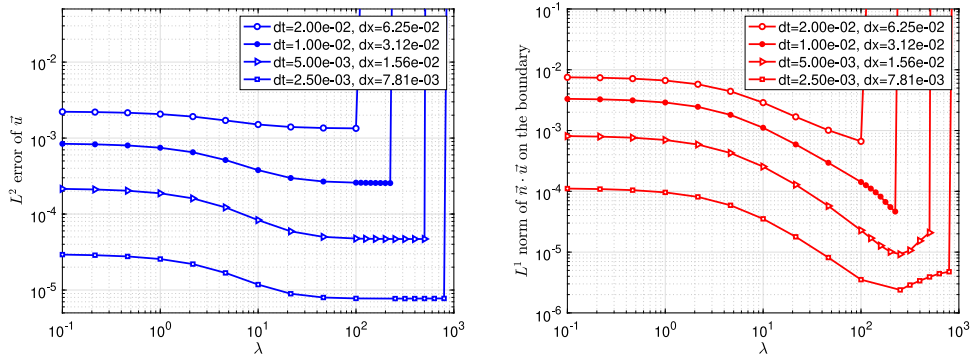 dt=2.00e-02, dx=6.25e-02
dt=1.00e-02, dx=3.12e-02
dt=5.00e-03, dx=1.56e-02
dt=2.50e-03, dx=7.81e-03
10⁻²
10⁻³
10⁻⁴
10⁻⁵
L² error of u⃗
10⁻¹ 10⁰ 10¹ 10² 10³
λ
dt=2.00e-02, dx=6.25e-02
dt=1.00e-02, dx=3.12e-02
dt=5.00e-03, dx=1.56e-02
dt=2.50e-03, dx=7.81e-03
10⁻¹
10⁻²
10⁻³
10⁻⁴
10⁻⁵
10⁻⁶
L¹ norm of n⃗ · u⃗ on the boundary
10⁻¹ 10⁰ 10¹ 10² 10³
λ